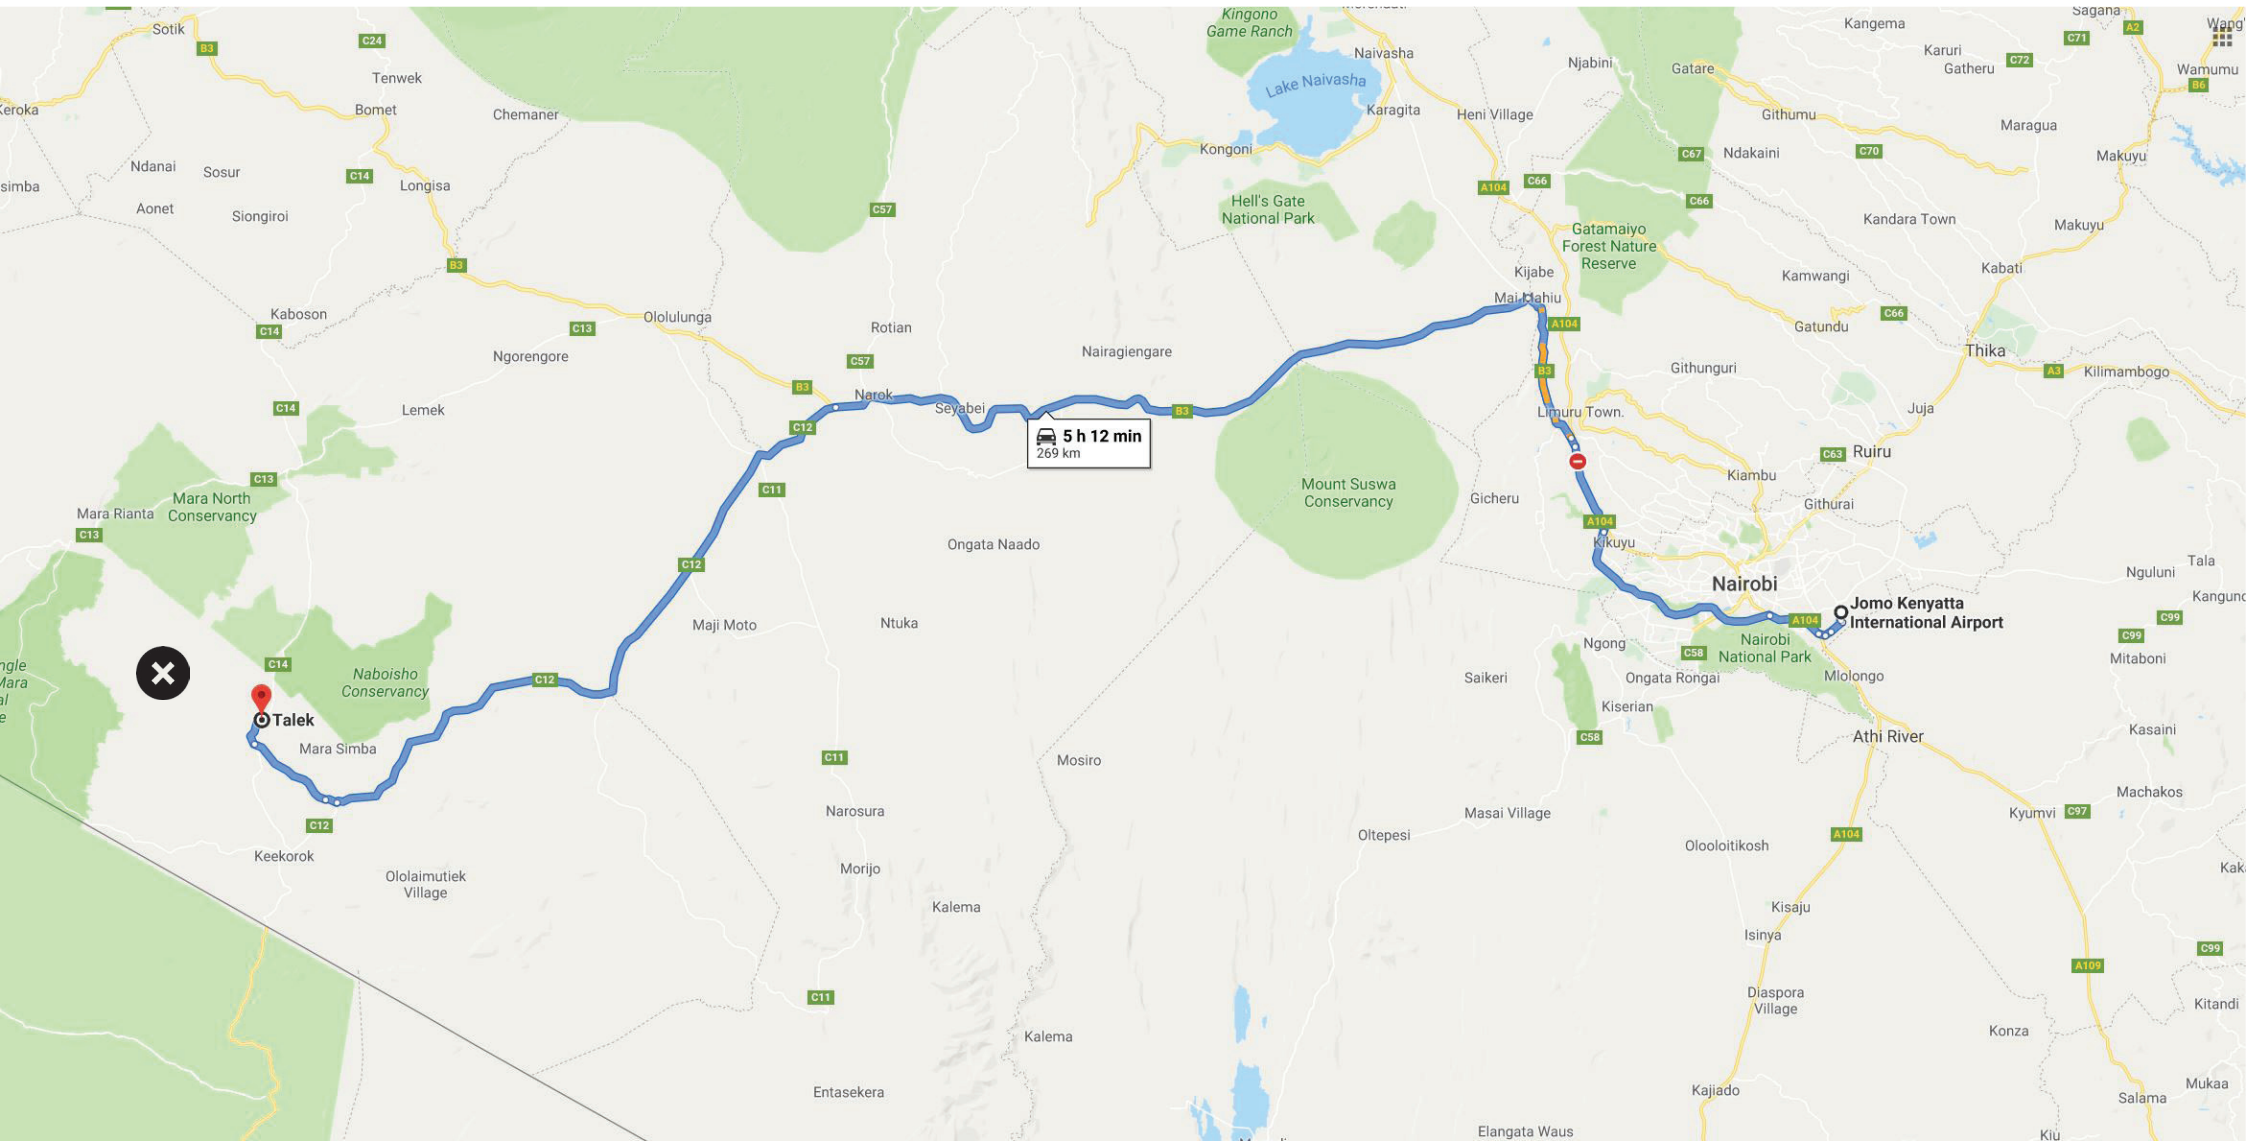 Sotik
B3
C24
Tenwek
Bomet
Chemaner
Ndanai
Sosur
C14
Longisa
Aonet
Siongiroi
C57
B3
Kaboson
C14
C13
Ololulunga
Rotian
Ngorengore
C57
B3
Narok
C14
Lemek
C12
Seyabei
Nairagiengare
B3
5 h 12 min
269 km
Kingono
Game Ranch
Naivasha
Lake Naivasha
Karagita
Kongoni
Heni Village
Njabini
Gatare
Kangema
Karuri
Gatheru
C72
C71
Sagana
A2
Wamumu
B6
Githumu
Maragua
C67
Ndakaini
C70
Makuyu
A104
C66
C66
Hell's Gate
National Park
Gatamaiyo
Forest Nature
Reserve
Kandara Town
Makuyu
Kijabe
Mai Mahiu
A104
Kamwangi
Kabati
C66
Gatundu
Thika
B3
Githunguri
A3
Kilimambogo
Limuru Town
Juja
C63
Ruiru
Kiambu
Githurai
Mount Suswa
Conservancy
Gicheru
A104
Kikuyu
Nairobi
Jomo Kenyatta
International Airport
A104
Nairobi
National Park
Ngong
C58
Ongata Rongai
Kiserian
C58
Saikeri
Mlolongo
Athi River
Tala
Nguluni
C99
C99
Mitaboni
Kasaini
Machakos
Kyumvi
C97
A104
C13
Mara North
Conservancy
Mara Rianta
C13
C11
Ongata Naado
C12
Maji Moto
Ntuka
C14
Naboisho
Conservancy
C12
Talek
Mara Simba
C12
Keekorok
Ololaimutiek
Village
C11
Mosiro
Narosura
Morijo
Kalema
C11
Kalema
Entasekera
Masai Village
Oltepesi
Olooloitikosh
Kisaju
Isinya
Diaspora
Village
A109
C99
Kitandi
Konza
Kajiado
Mukaa
Salama
Elangata Waus
Kiu